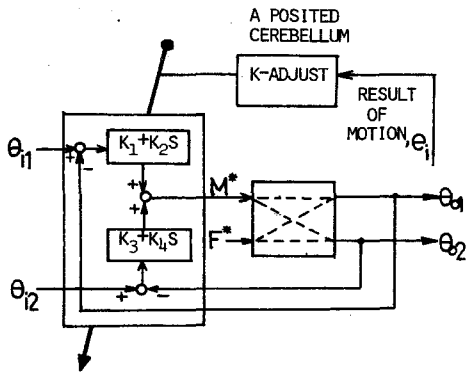 A POSITED
CEREBELLUM
K-ADJUST
RESULT
OF
MOTION, e_i
θ_i1
+
-
K_1+K_2S
+
+
M*
θ_o1
K_3+K_4S
F*
θ_o2
θ_i2
+
-